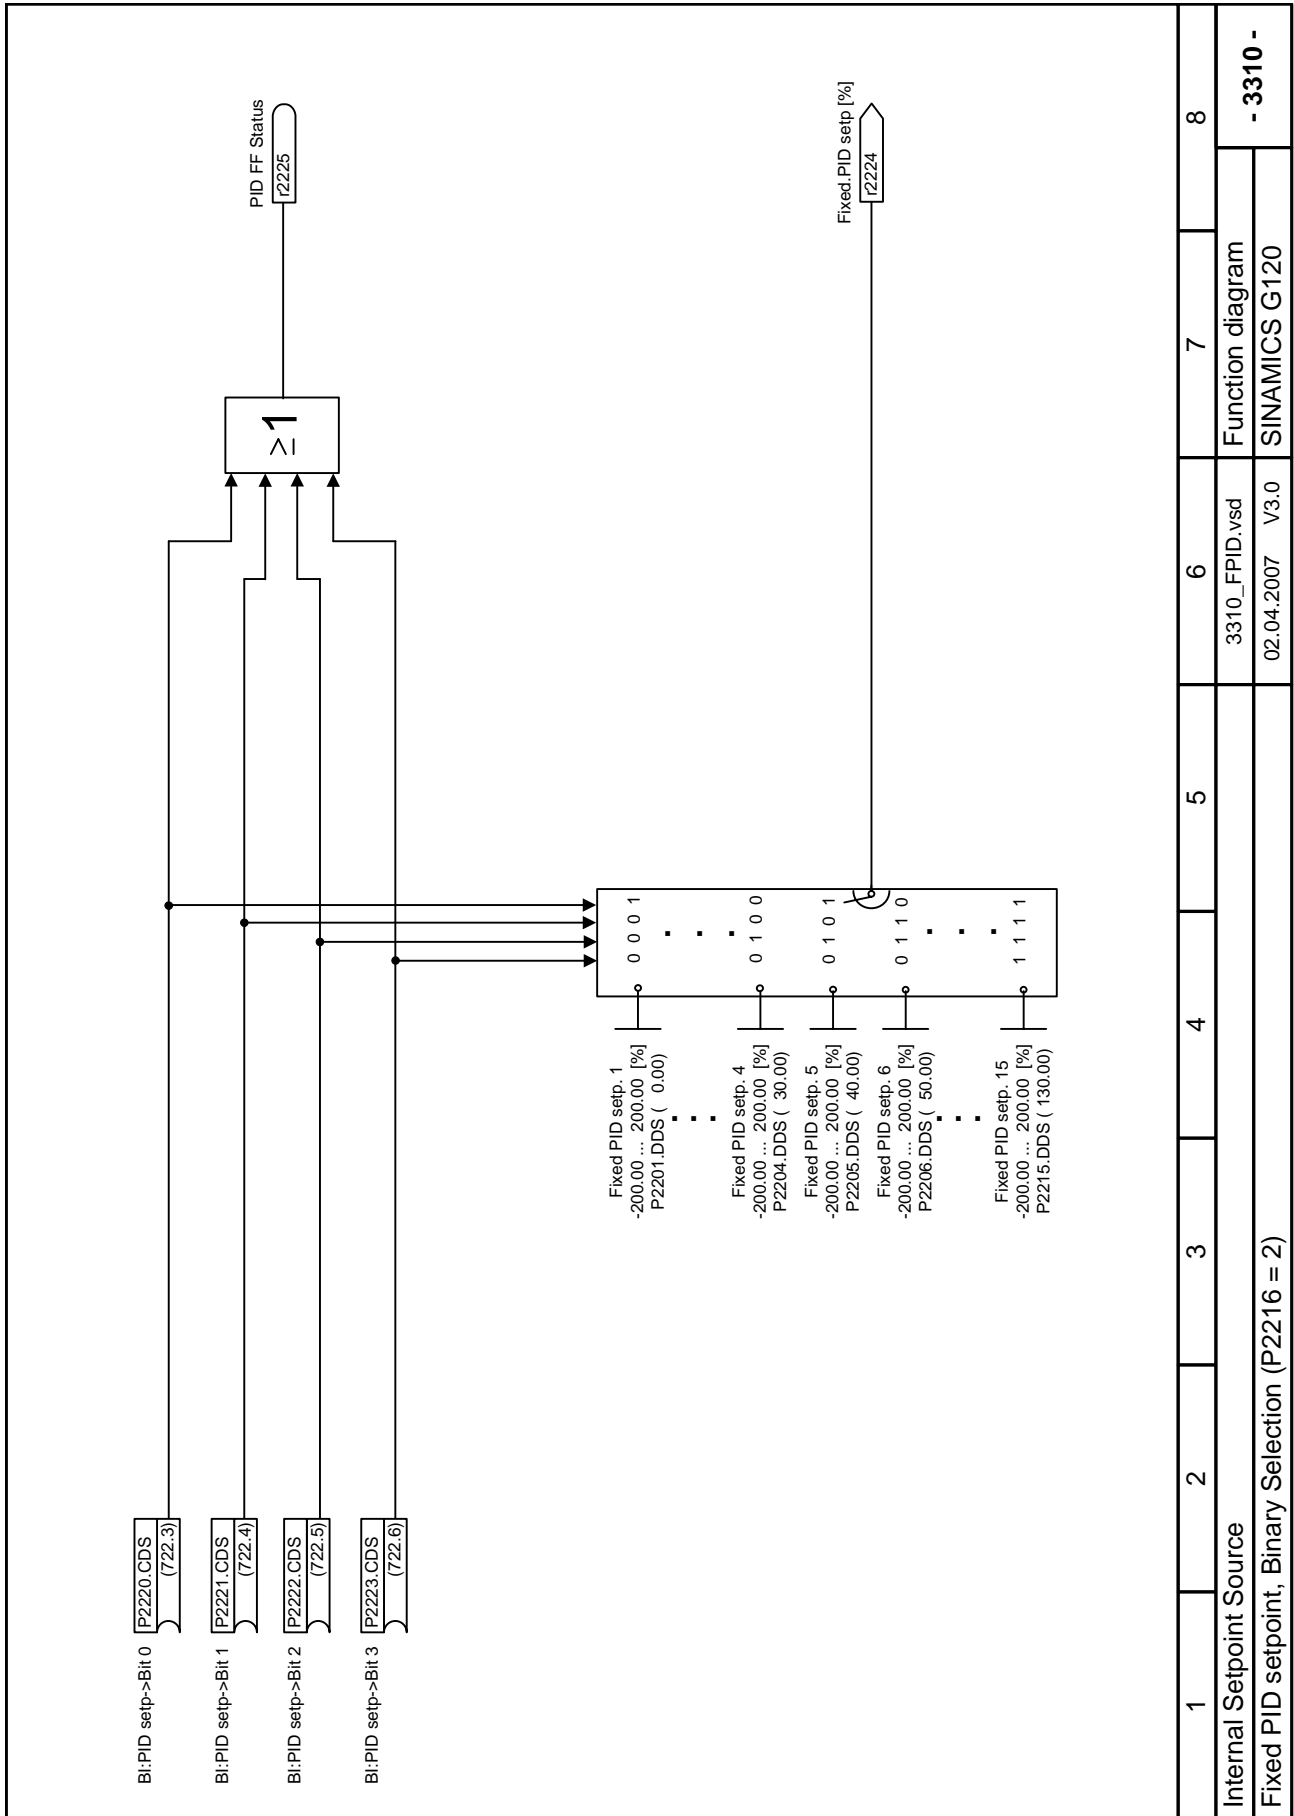 PID FF Status
r2225
≥1
BI:PID setp->Bit 0
P2220.CDS
(722.3)
BI:PID setp->Bit 1
P2221.CDS
(722.4)
BI:PID setp->Bit 2
P2222.CDS
(722.5)
BI:PID setp->Bit 3
P2223.CDS
(722.6)
Fixed PID setp. 1
-200.00 ... 200.00 [%]
P2201.DDS ( 0.00)
0 0 0 1
. . .
. . .
Fixed PID setp. 4
-200.00 ... 200.00 [%]
P2204.DDS ( 30.00)
0 1 0 0
Fixed PID setp. 5
-200.00 ... 200.00 [%]
P2205.DDS ( 40.00)
0 1 0 1
Fixed.PID setp [%]
r2224
Fixed PID setp. 6
-200.00 ... 200.00 [%]
P2206.DDS ( 50.00)
0 1 1 0
. . .
. . .
Fixed PID setp. 15
-200.00 ... 200.00 [%]
P2215.DDS ( 130.00)
1 1 1 1
1 2 3 4 5 6 7 8
Internal Setpoint Source 3310_FPID.vsd Function diagram - 3310 -
Fixed PID setpoint, Binary Selection (P2216 = 2) 02.04.2007 V3.0 SINAMICS G120